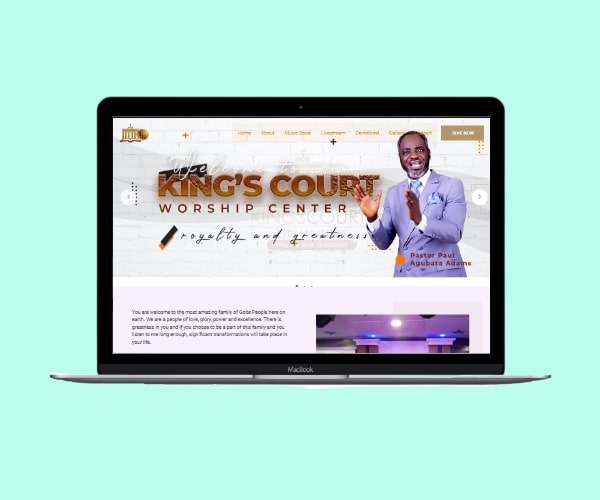 Home About Music Store Livestream Devotional Gallery GIVE NOW
Welcome to
KING'S COURT
WORSHIP CENTER
KINGSCOURT
royalty and greatness
Pastor Paul
Agubata Adams
You are welcome to the most amazing family of Gods People here on
earth. We are a people of love, glory, power and excellence. There is
greatness in you and if you choose to be a part of this family and you
listen to me long enough, significant transformations will take place in
your life.
MacBook